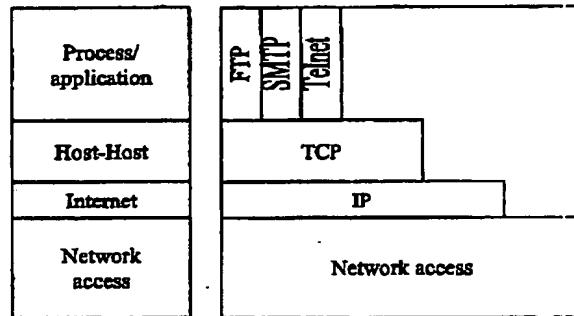 Process/
application
FTP
SMTP
Telnet
Host-Host
TCP
Internet
IP
Network
access
Network access